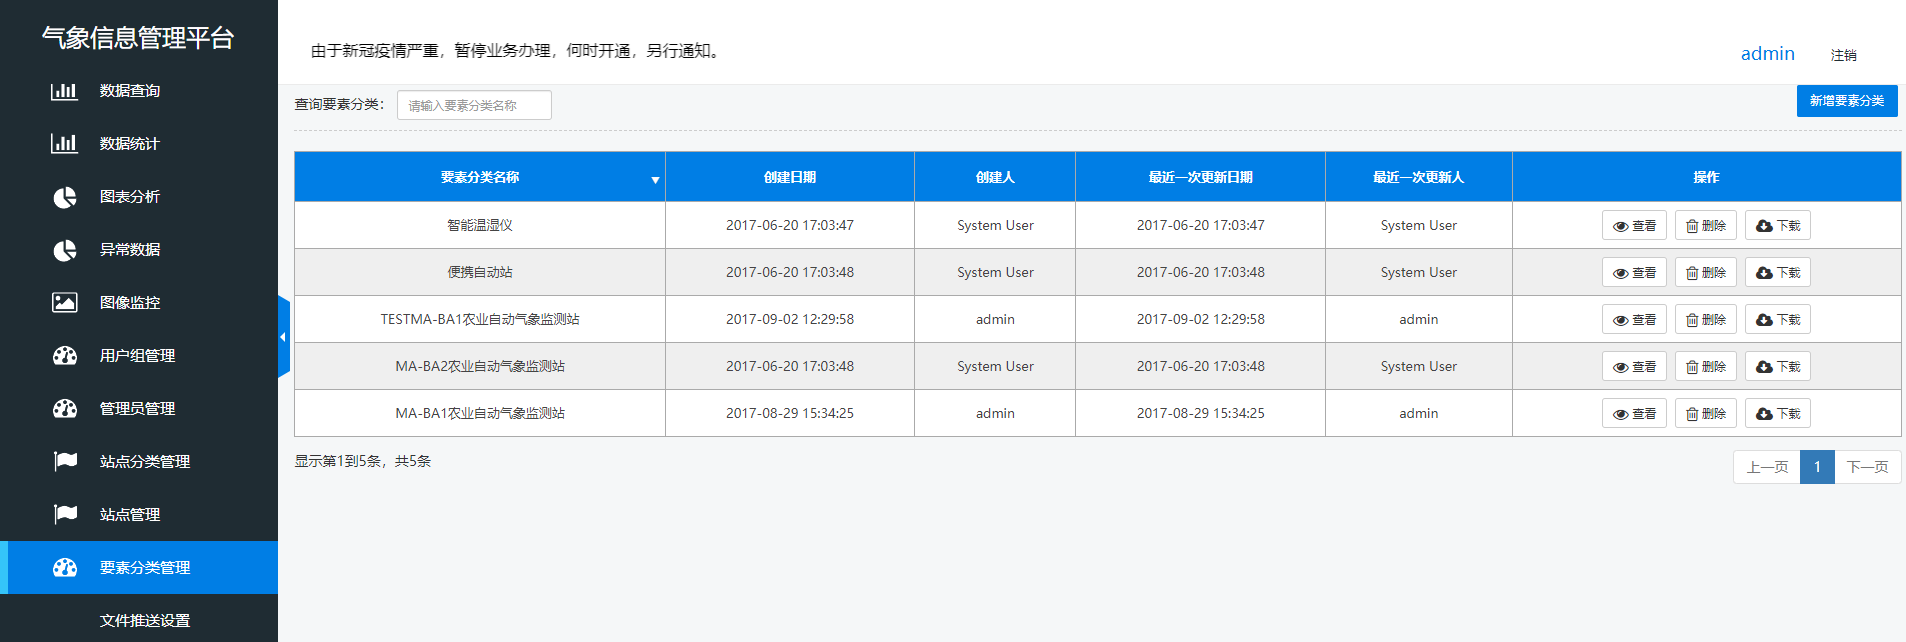 气象信息管理平台
数据查询
数据统计
图表分析
异常数据
图像监控
用户组管理
管理员管理
站点分类管理
站点管理
要素分类管理
文件推送设置
由于新冠疫情严重，暂停业务办理，何时开通，另行通知。
admin 注销
查询要素分类： 请输入要素分类名称 新增要素分类
要素分类名称 创建日期 创建人 最近一次更新日期 最近一次更新人 操作
智能温湿仪 2017-06-20 17:03:47 System User 2017-06-20 17:03:47 System User 查看 删除 下载
便携自动站 2017-06-20 17:03:48 System User 2017-06-20 17:03:48 System User 查看 删除 下载
TESTMA-BA1农业自动气象监测站 2017-09-02 12:29:58 admin 2017-09-02 12:29:58 admin 查看 删除 下载
MA-BA2农业自动气象监测站 2017-06-20 17:03:48 System User 2017-06-20 17:03:48 System User 查看 删除 下载
MA-BA1农业自动气象监测站 2017-08-29 15:34:25 admin 2017-08-29 15:34:25 admin 查看 删除 下载
显示第1到5条，共5条
上一页 1 下一页